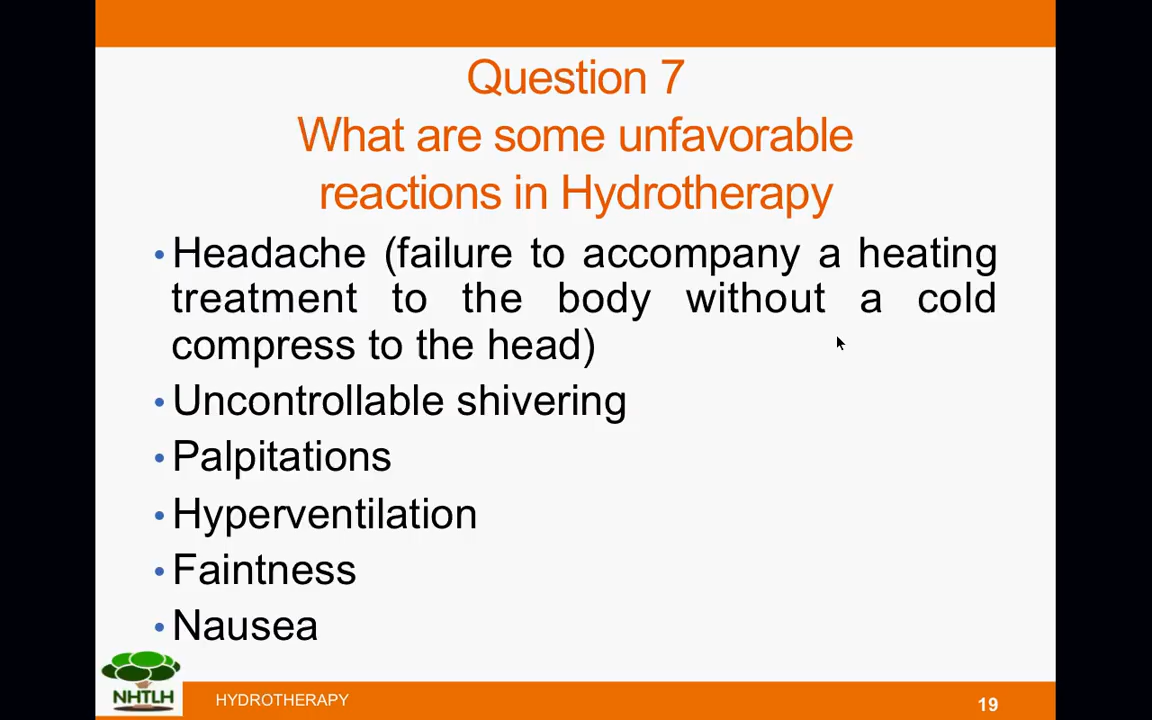 Question 7
What are some unfavorable
reactions in Hydrotherapy
• Headache (failure to accompany a heating
treatment to the body without a cold
compress to the head)
• Uncontrollable shivering
• Palpitations
• Hyperventilation
• Faintness
• Nausea
NHTLH
HYDROTHERAPY
19